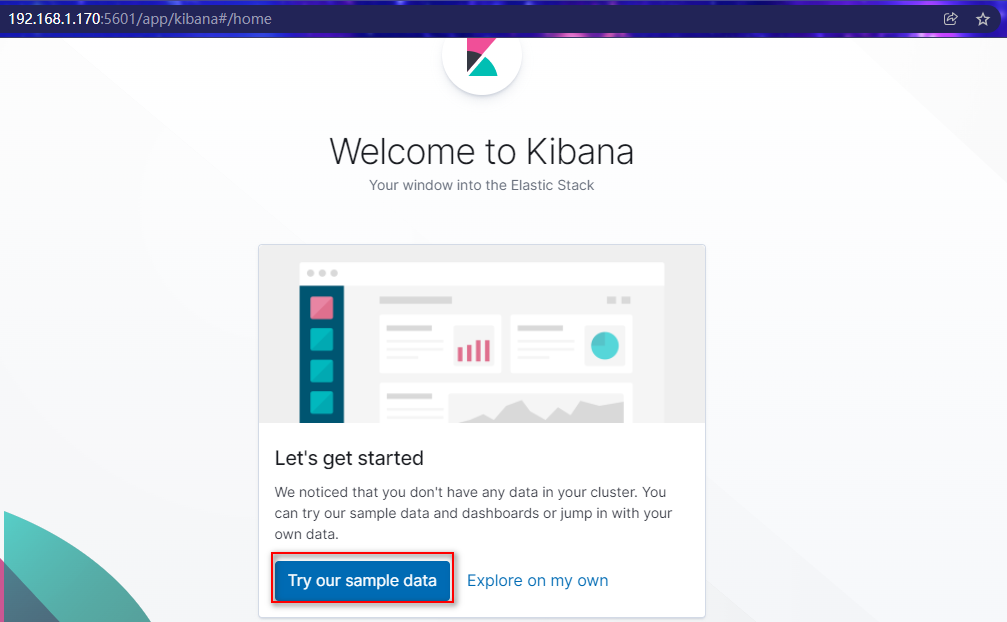 192.168.1.170:5601/app/kibana#/home
Welcome to Kibana
Your window into the Elastic Stack
Let's get started
We noticed that you don't have any data in your cluster. You
can try our sample data and dashboards or jump in with your
own data.
Try our sample data Explore on my own